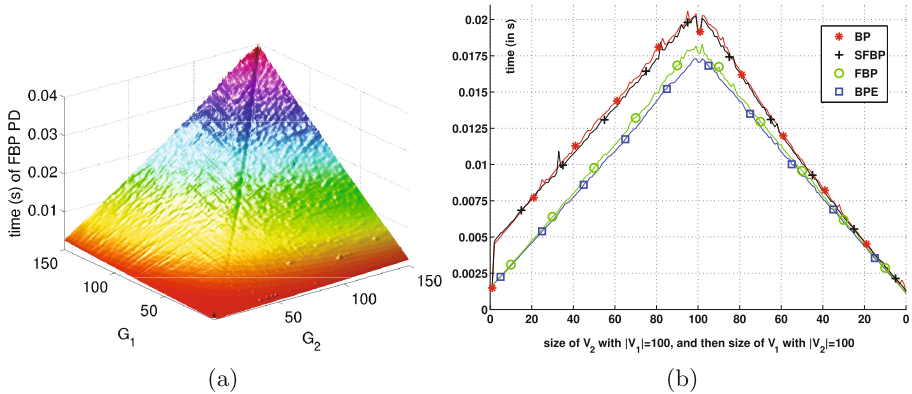 time (s) of FBP PD
0.04
0.03
0.02
0.01
150
100
50
G1
50
100
150
G2
(a)
time (in s)
0.02
0.0175
0.015
0.0125
0.01
0.0075
0.005
0.0025
0
BP
SFBP
FBP
BPE
0 20 40 60 80 100 80 60 40 20 0
size of V2 with |V1|=100, and then size of V1 with |V2|=100
(b)